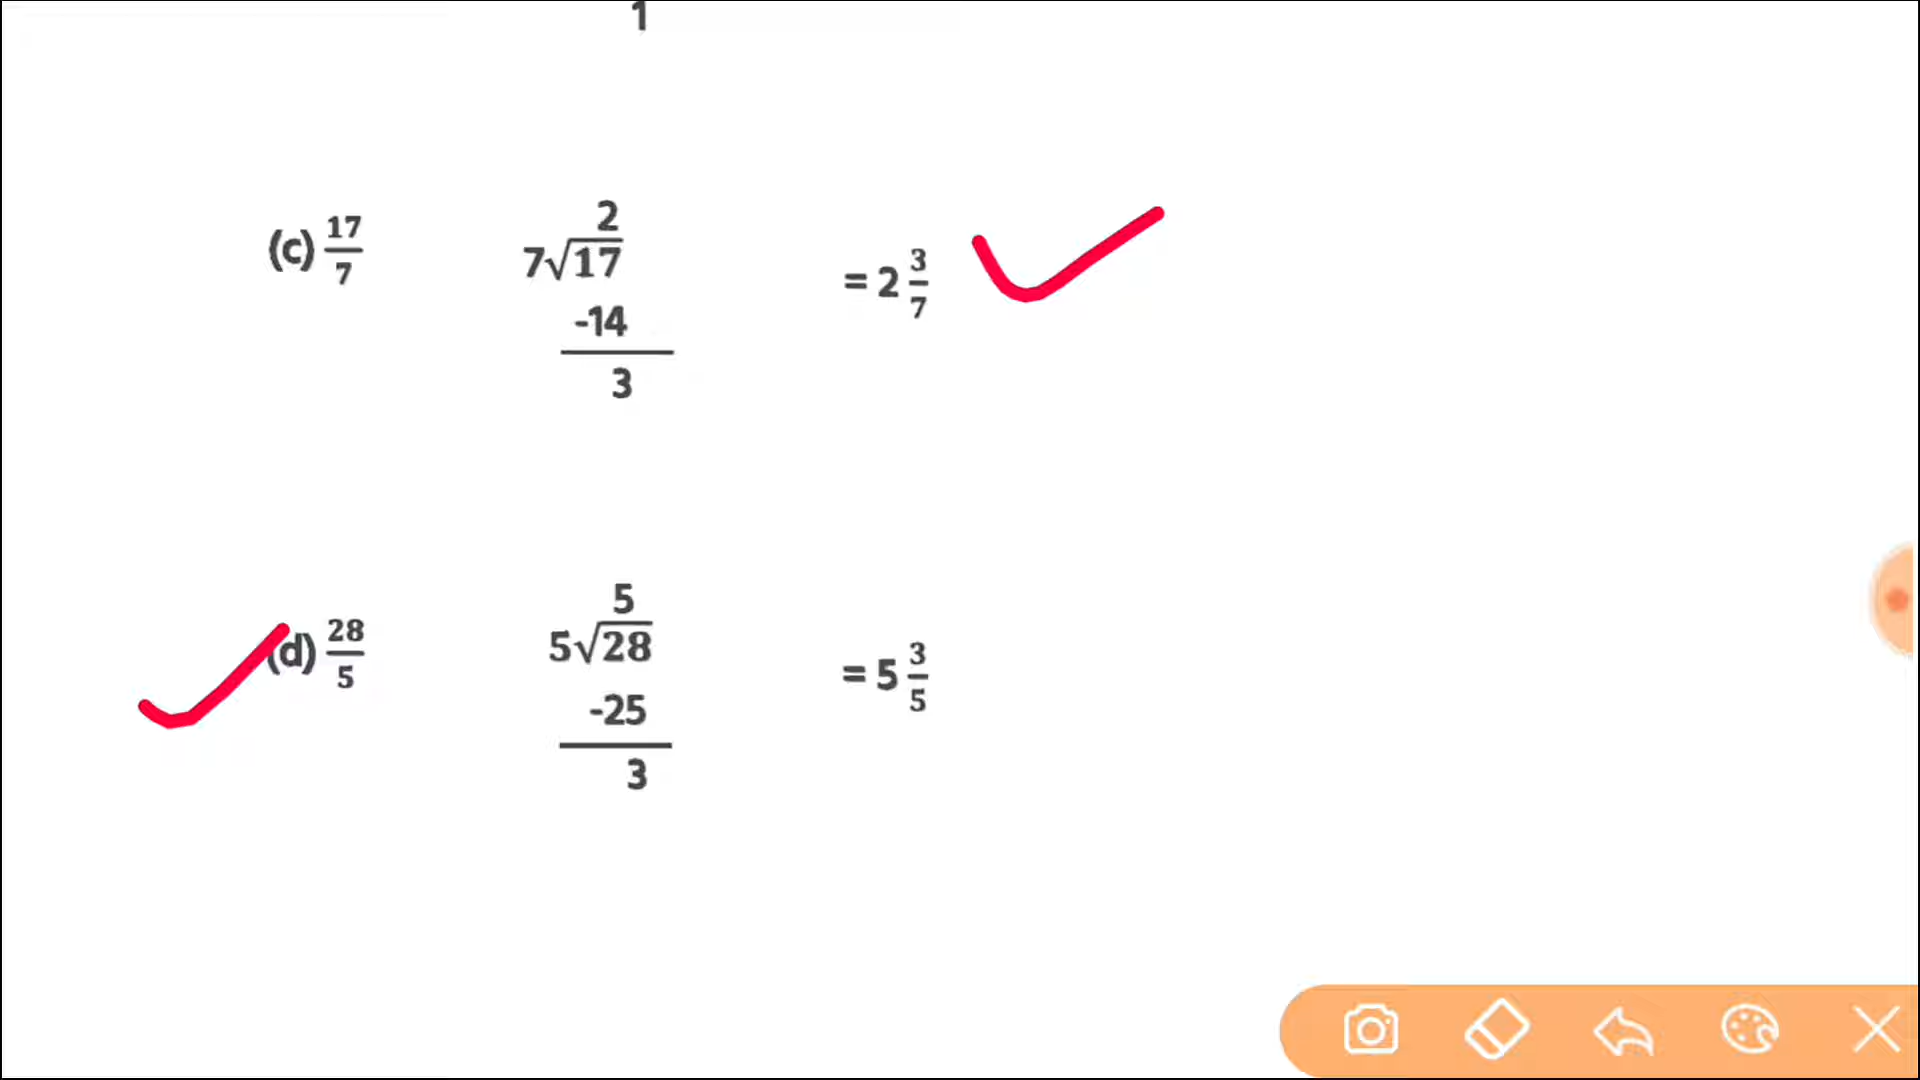 1
(c) 17/7
2
7√17
-14
3
= 2 3/7
(d) 28/5
5
5√28
-25
3
= 5 3/5